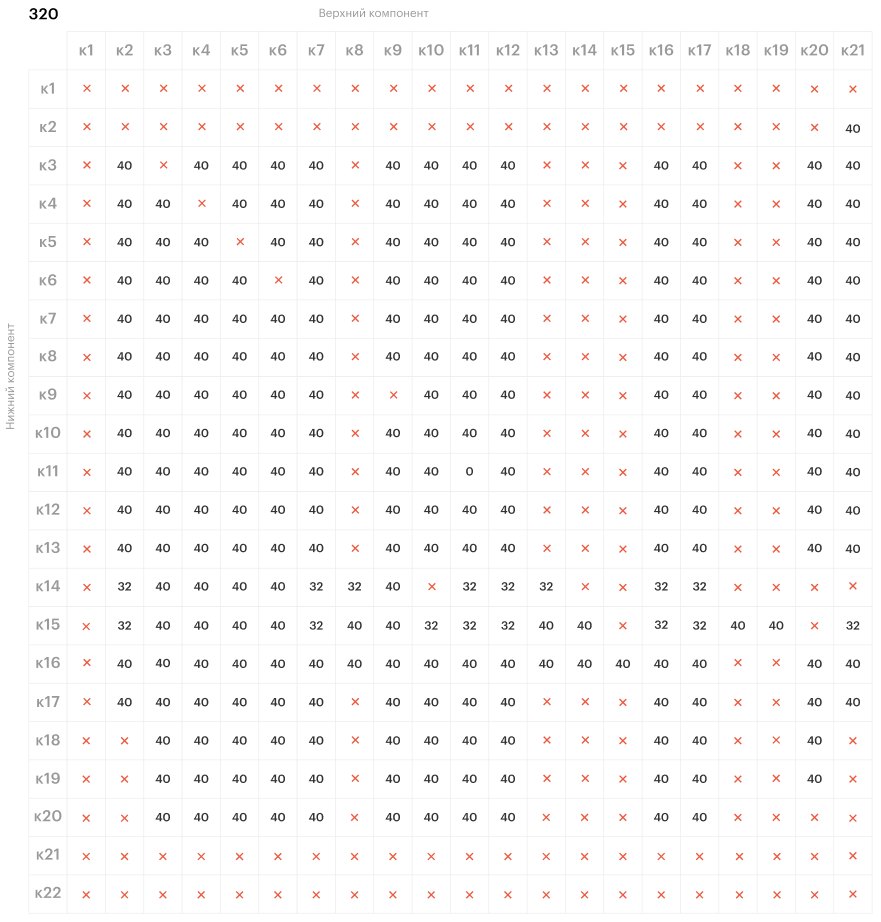 320 Верхний компонент
к1 к2 к3 к4 к5 к6 к7 к8 к9 к10 к11 к12 к13 к14 к15 к16 к17 к18 к19 к20 к21
Нижний компонент
к1 × × × × × × × × × × × × × × × × × × × × ×
к2 × × × × × × × × × × × × × × × × × × × × 40
к3 × 40 × 40 40 40 40 × 40 40 40 40 × × × 40 40 × × 40 40
к4 × 40 40 × 40 40 40 × 40 40 40 40 × × × 40 40 × × 40 40
к5 × 40 40 40 × 40 40 × 40 40 40 40 × × × 40 40 × × 40 40
к6 × 40 40 40 40 × 40 × 40 40 40 40 × × × 40 40 × × 40 40
к7 × 40 40 40 40 40 40 × 40 40 40 40 × × × 40 40 × × 40 40
к8 × 40 40 40 40 40 40 × 40 40 40 40 × × × 40 40 × × 40 40
к9 × 40 40 40 40 40 40 × × 40 40 40 × × × 40 40 × × 40 40
к10 × 40 40 40 40 40 40 × 40 40 40 40 × × × 40 40 × × 40 40
к11 × 40 40 40 40 40 40 × 40 40 0 40 × × × 40 40 × × 40 40
к12 × 40 40 40 40 40 40 × 40 40 40 40 × × × 40 40 × × 40 40
к13 × 40 40 40 40 40 40 × 40 40 40 40 × × × 40 40 × × 40 40
к14 × 32 40 40 40 40 32 32 40 × 32 32 32 × × 32 32 × × × ×
к15 × 32 40 40 40 40 32 40 40 32 32 32 40 40 × 32 32 40 40 × 32
к16 × 40 40 40 40 40 40 40 40 40 40 40 40 40 40 40 40 × × 40 40
к17 × 40 40 40 40 40 40 × 40 40 40 40 × × × 40 40 × × 40 40
к18 × × 40 40 40 40 40 × 40 40 40 40 × × × 40 40 × × 40 ×
к19 × × 40 40 40 40 40 × 40 40 40 40 × × × 40 40 × × 40 ×
к20 × × 40 40 40 40 40 × 40 40 40 40 × × × 40 40 × × × ×
к21 × × × × × × × × × × × × × × × × × × × × ×
к22 × × × × × × × × × × × × × × × × × × × × ×